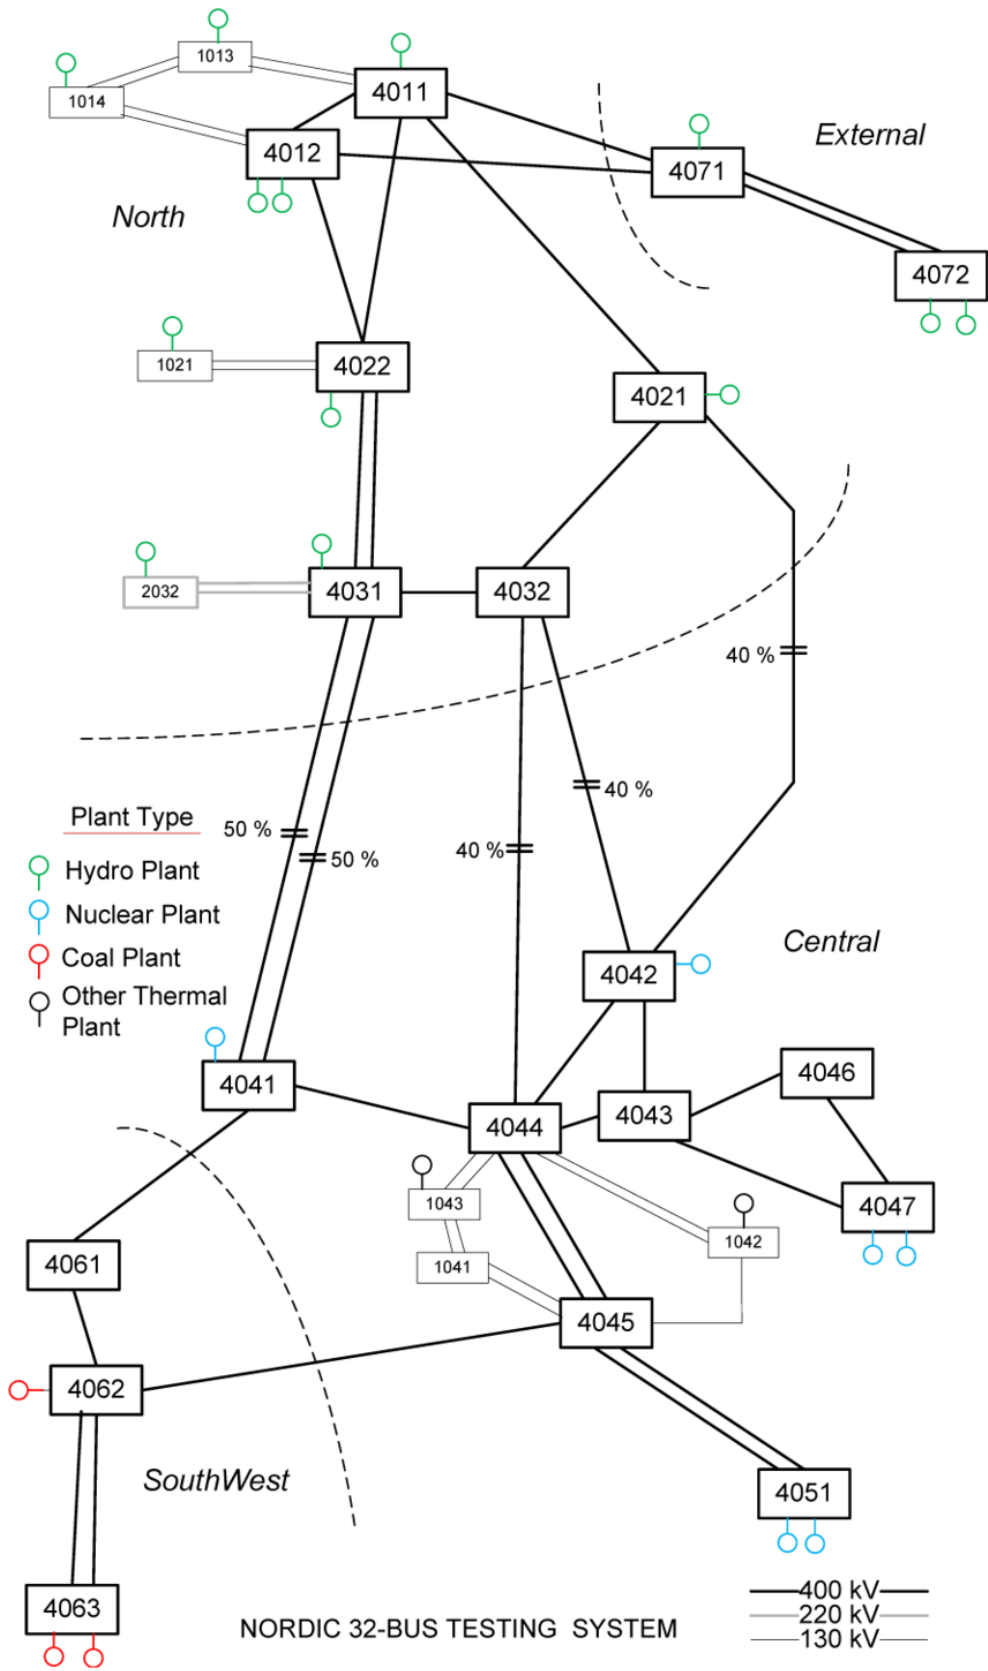 1013
1014
4011
4012
External
4071
North
4072
1021
4022
4021
2032
4031
4032
40 %
40 %
Plant Type
50 %
50 %
40 %
Hydro Plant
Nuclear Plant
Coal Plant
Other Thermal
Plant
Central
4042
4041
4046
4043
4044
1043
4047
1042
1041
4061
4045
4062
SouthWest
4051
4063
NORDIC 32-BUS TESTING SYSTEM
400 kV
220 kV
130 kV